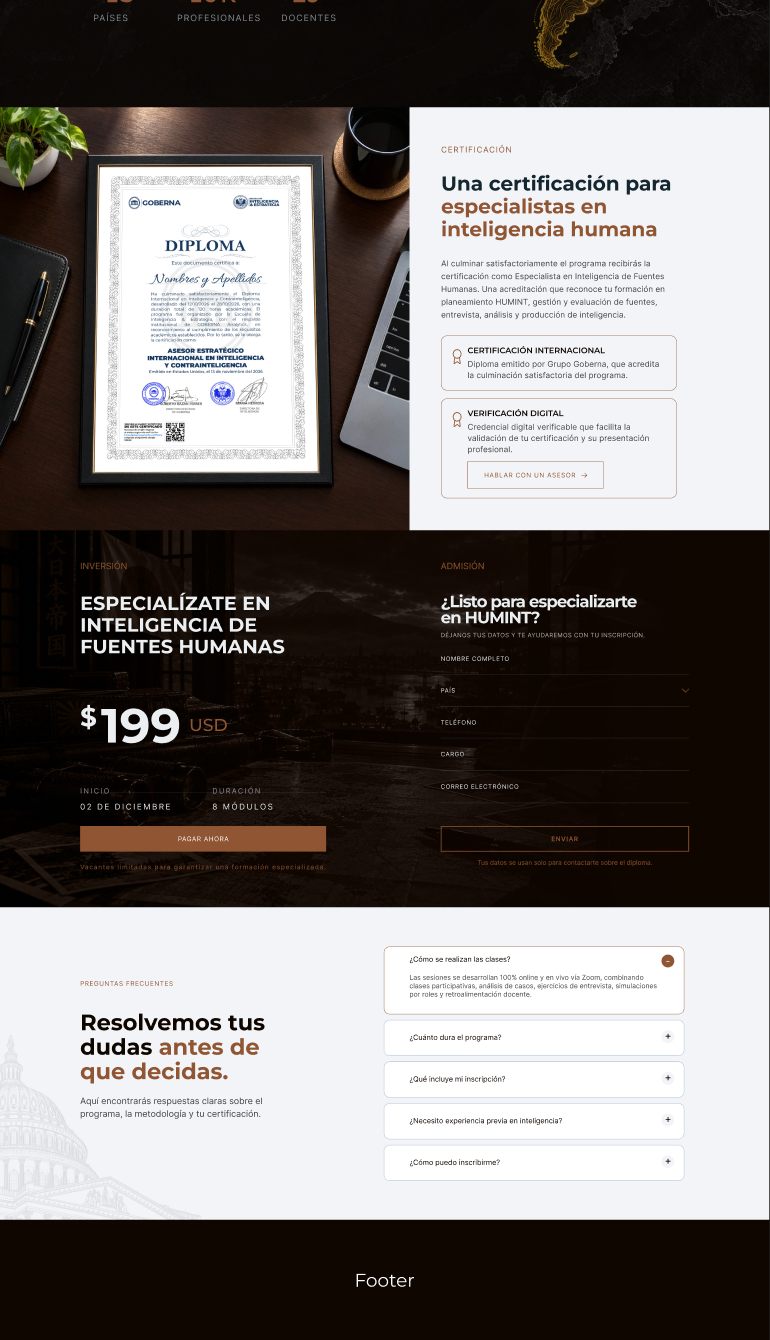 PAÍSES
PROFESIONALES
DOCENTES
GOBERNA
INTELIGENCIA
& ESTRATEGIA
DIPLOMA
Este documento certifica a:
Nombres y Apellidos
ASESOR ESTRATÉGICO
INTERNACIONAL EN INTELIGENCIA
Y CONTRAINTELIGENCIA
CERTIFICACIÓN
Una certificación para
especialistas en
inteligencia humana
Al culminar satisfactoriamente el programa recibirás la
certificación como Especialista en Inteligencia de Fuentes
Humanas. Una acreditación que reconoce tu formación en
planeamiento HUMINT, gestión y evaluación de fuentes,
entrevista, análisis y producción de inteligencia.
CERTIFICACIÓN INTERNACIONAL
Diploma emitido por Grupo Goberna, que acredita
la culminación satisfactoria del programa.
VERIFICACIÓN DIGITAL
Credencial digital verificable que facilita la
validación de tu certificación y su presentación
profesional.
HABLAR CON UN ASESOR →
INVERSIÓN
ESPECIALÍZATE EN
INTELIGENCIA DE
FUENTES HUMANAS
$199 USD
INICIO
DURACIÓN
02 DE DICIEMBRE
8 MÓDULOS
PAGAR AHORA
Vacantes limitadas para garantizar una formación especializada.
ADMISIÓN
¿Listo para especializarte
en HUMINT?
DÉJANOS TUS DATOS Y TE AYUDAREMOS CON TU INSCRIPCIÓN.
NOMBRE COMPLETO
PAÍS
TELÉFONO
CARGO
CORREO ELECTRÓNICO
ENVIAR
Tus datos se usan solo para contactarte sobre el diploma.
PREGUNTAS FRECUENTES
Resolvemos tus
dudas antes de
que decidas.
Aquí encontrarás respuestas claras sobre el
programa, la metodología y tu certificación.
¿Cómo se realizan las clases?
-
Las sesiones se desarrollan 100% online y en vivo vía Zoom, combinando
clases participativas, análisis de casos, ejercicios de entrevista, simulaciones
por roles y retroalimentación docente.
¿Cuánto dura el programa?
+
¿Qué incluye mi inscripción?
+
¿Necesito experiencia previa en inteligencia?
+
¿Cómo puedo inscribirme?
+
Footer